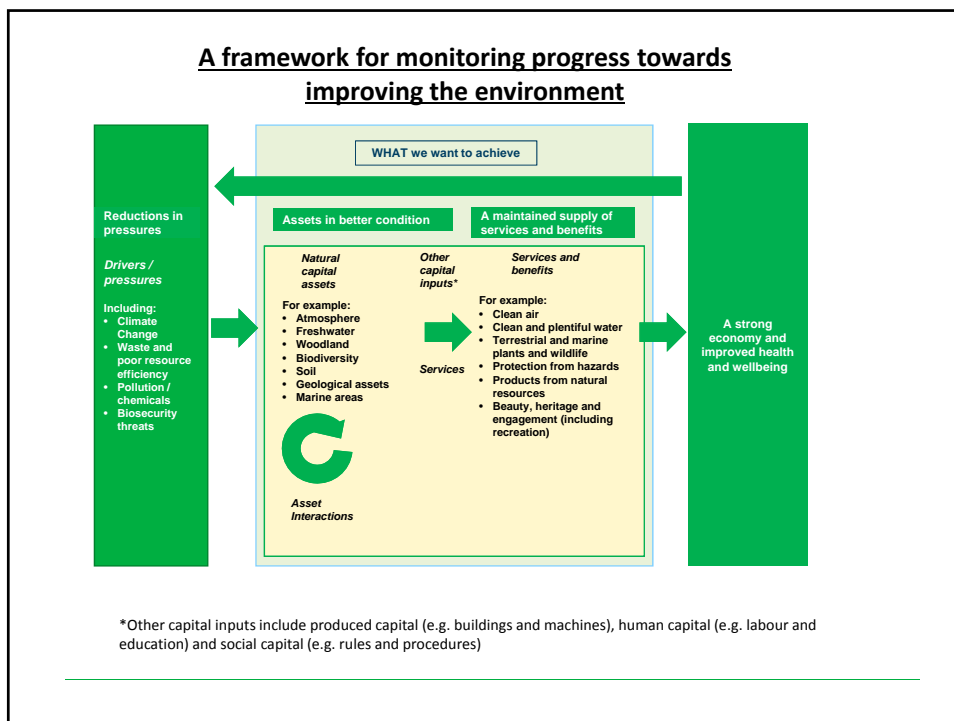 A framework for monitoring progress towards
improving the environment
WHAT we want to achieve
Reductions in
pressures
Drivers /
pressures
Including:
• Climate
Change
• Waste and
poor resource
efficiency
• Pollution /
chemicals
• Biosecurity
threats
Assets in better condition
Natural
capital
assets
For example:
• Atmosphere
• Freshwater
• Woodland
• Biodiversity
• Soil
• Geological assets
• Marine areas
Asset
Interactions
Other
capital
inputs*
Services
A maintained supply of
services and benefits
Services and
benefits
For example:
• Clean air
• Clean and plentiful water
• Terrestrial and marine
plants and wildlife
• Protection from hazards
• Products from natural
resources
• Beauty, heritage and
engagement (including
recreation)
A strong
economy and
improved health
and wellbeing
*Other capital inputs include produced capital (e.g. buildings and machines), human capital (e.g. labour and
education) and social capital (e.g. rules and procedures)